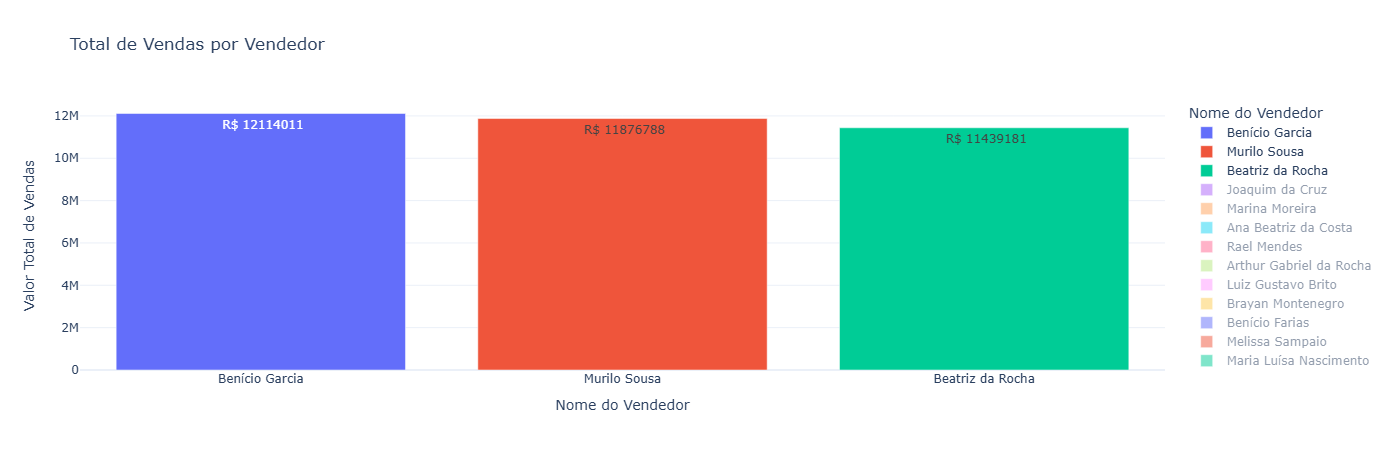 Total de Vendas por Vendedor
Valor Total de Vendas
12M
10M
8M
6M
4M
2M
0
R$ 12114011
R$ 11876788
R$ 11439181
Benício Garcia
Murilo Sousa
Beatriz da Rocha
Nome do Vendedor
Nome do Vendedor
Benício Garcia
Murilo Sousa
Beatriz da Rocha
Joaquim da Cruz
Marina Moreira
Ana Beatriz da Costa
Rael Mendes
Arthur Gabriel da Rocha
Luiz Gustavo Brito
Brayan Montenegro
Benício Farias
Melissa Sampaio
Maria Luísa Nascimento